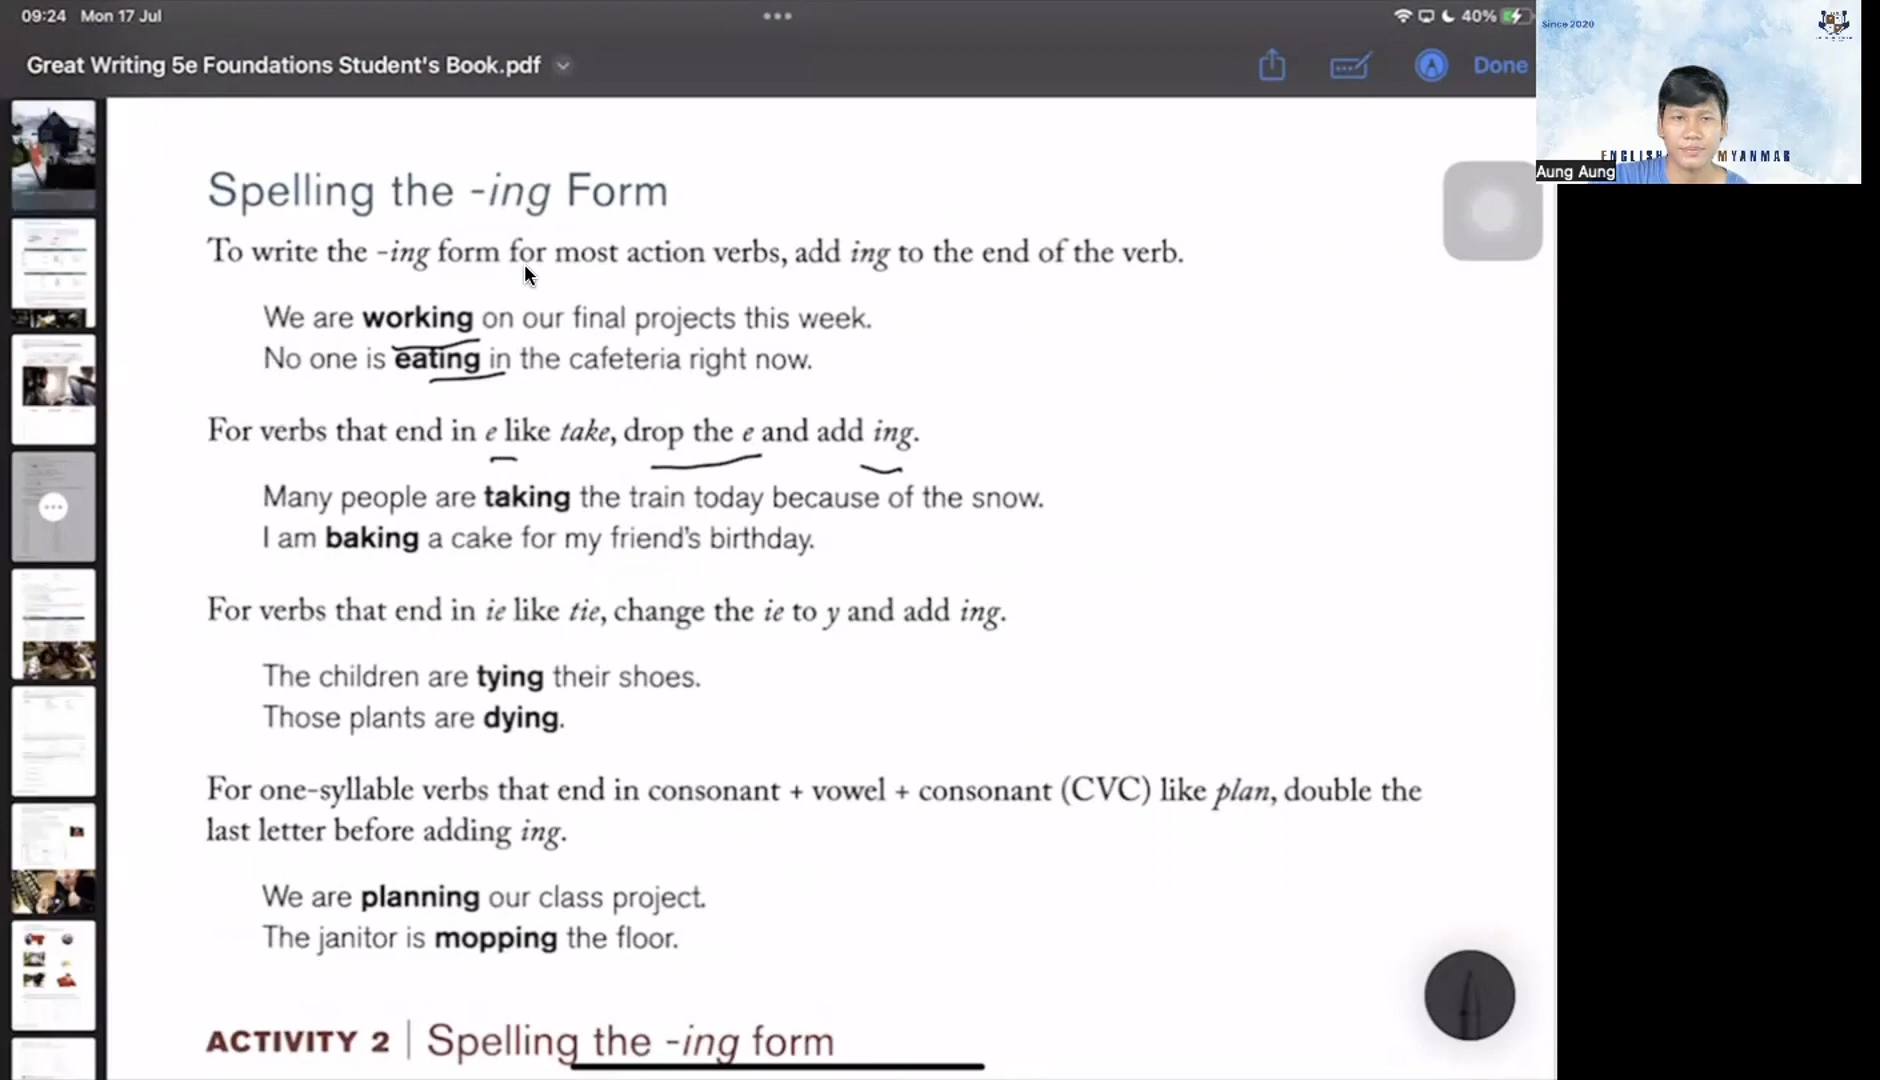 09:24 Mon 17 Jul
40%
Great Writing 5e Foundations Student's Book.pdf
Done
Since 2020
Aung Aung
Spelling the -ing Form
To write the -ing form for most action verbs, add ing to the end of the verb.
We are working on our final projects this week.
No one is eating in the cafeteria right now.
For verbs that end in e like take, drop the e and add ing.
Many people are taking the train today because of the snow.
I am baking a cake for my friend's birthday.
For verbs that end in ie like tie, change the ie to y and add ing.
The children are tying their shoes.
Those plants are dying.
For one-syllable verbs that end in consonant + vowel + consonant (CVC) like plan, double the
last letter before adding ing.
We are planning our class project.
The janitor is mopping the floor.
ACTIVITY 2 | Spelling the -ing form